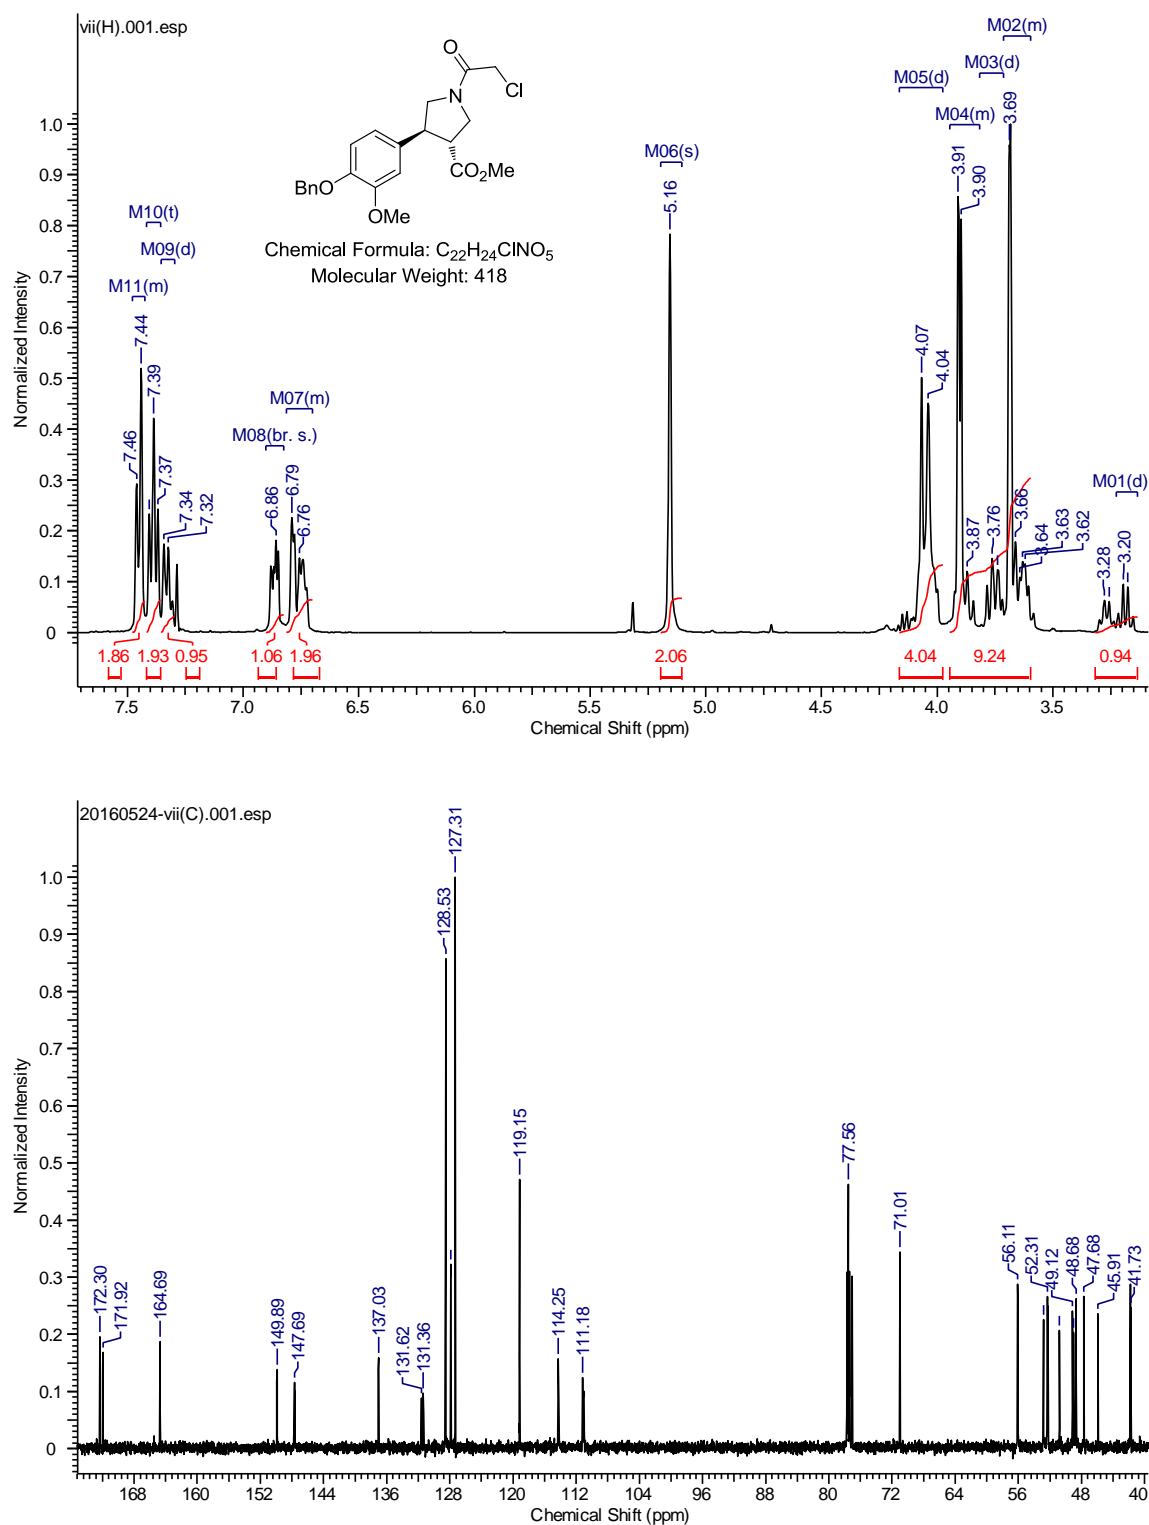 vii(H).001.esp
O
N
Cl
CO2Me
BnO
OMe
Chemical Formula: C22H24ClNO5
Molecular Weight: 418
M02(m)
M03(d)
M05(d)
M04(m)
M06(s)
M10(t)
M09(d)
M11(m)
M07(m)
M08(br. s.)
M01(d)
7.46
7.44
7.39
7.37
7.34
7.32
6.86
6.79
6.76
5.16
4.07
4.04
3.91
3.90
3.87
3.76
3.69
3.66
3.64
3.63
3.62
3.28
3.20
Normalized Intensity
1.0
0.9
0.8
0.7
0.6
0.5
0.4
0.3
0.2
0.1
0
1.86 1.93 0.95 1.06 1.96 2.06 4.04 9.24 0.94
7.5 7.0 6.5 6.0 5.5 5.0 4.5 4.0 3.5
Chemical Shift (ppm)
20160524-vii(C).001.esp
172.30
171.92
164.69
149.89
147.69
137.03
131.62
131.36
128.53
127.31
119.15
114.25
111.18
77.56
71.01
56.11
52.31
49.12
48.68
47.68
45.91
41.73
Normalized Intensity
1.0
0.9
0.8
0.7
0.6
0.5
0.4
0.3
0.2
0.1
0
168 160 152 144 136 128 120 112 104 96 88 80 72 64 56 48 40
Chemical Shift (ppm)